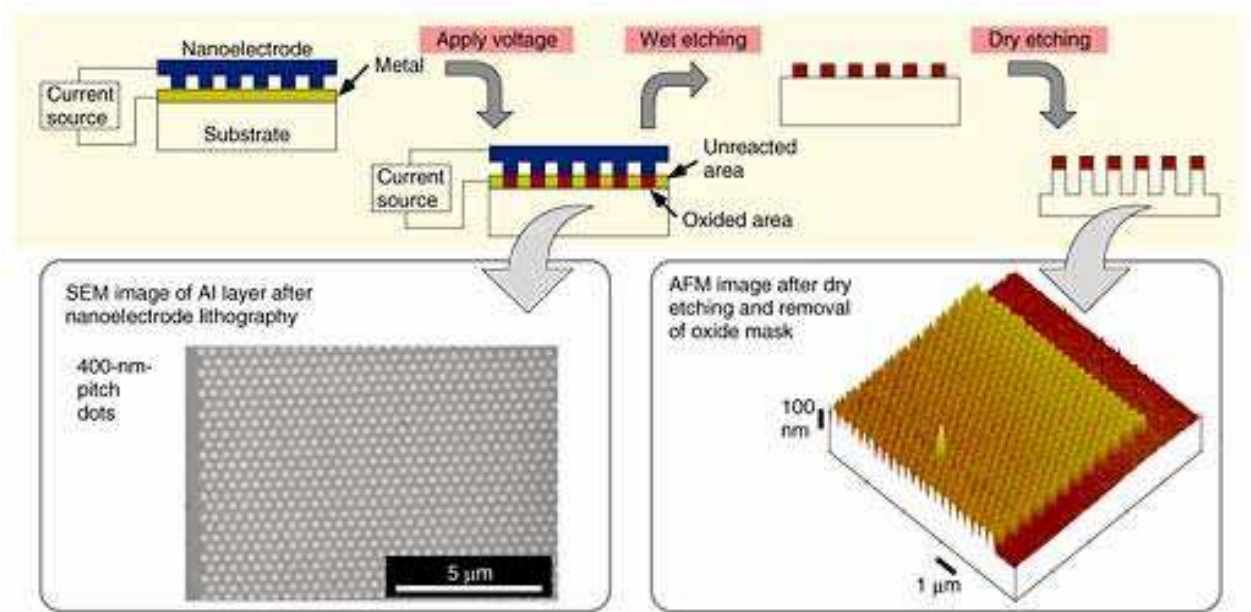 Nanoelectrode
Current
source
Metal
Substrate
Apply voltage
Wet etching
Dry etching
Current
source
Unreacted
area
Oxided area
SEM image of Al layer after
nanoelectrode lithography
400-nm-
pitch
dots
5 μm
AFM image after dry
etching and removal
of oxide mask
100
nm
1 μm